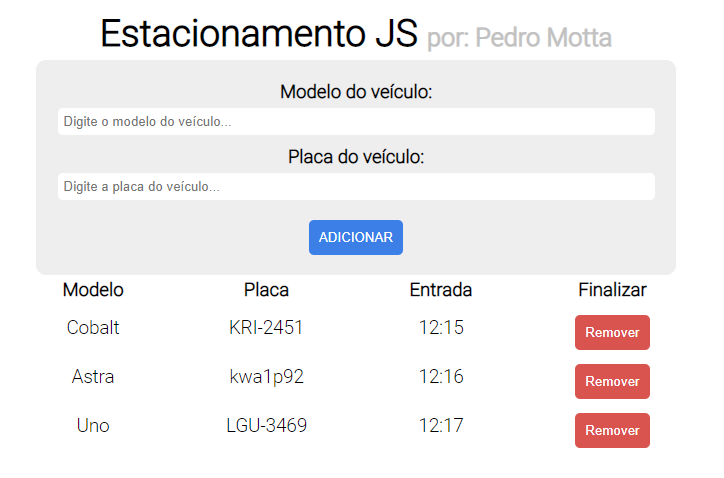 Estacionamento JS por: Pedro Motta
Modelo do veículo:
Digite o modelo do veículo...
Placa do veículo:
Digite a placa do veículo...
ADICIONAR
Modelo Placa Entrada Finalizar
Cobalt KRI-2451 12:15 Remover
Astra kwa1p92 12:16 Remover
Uno LGU-3469 12:17 Remover